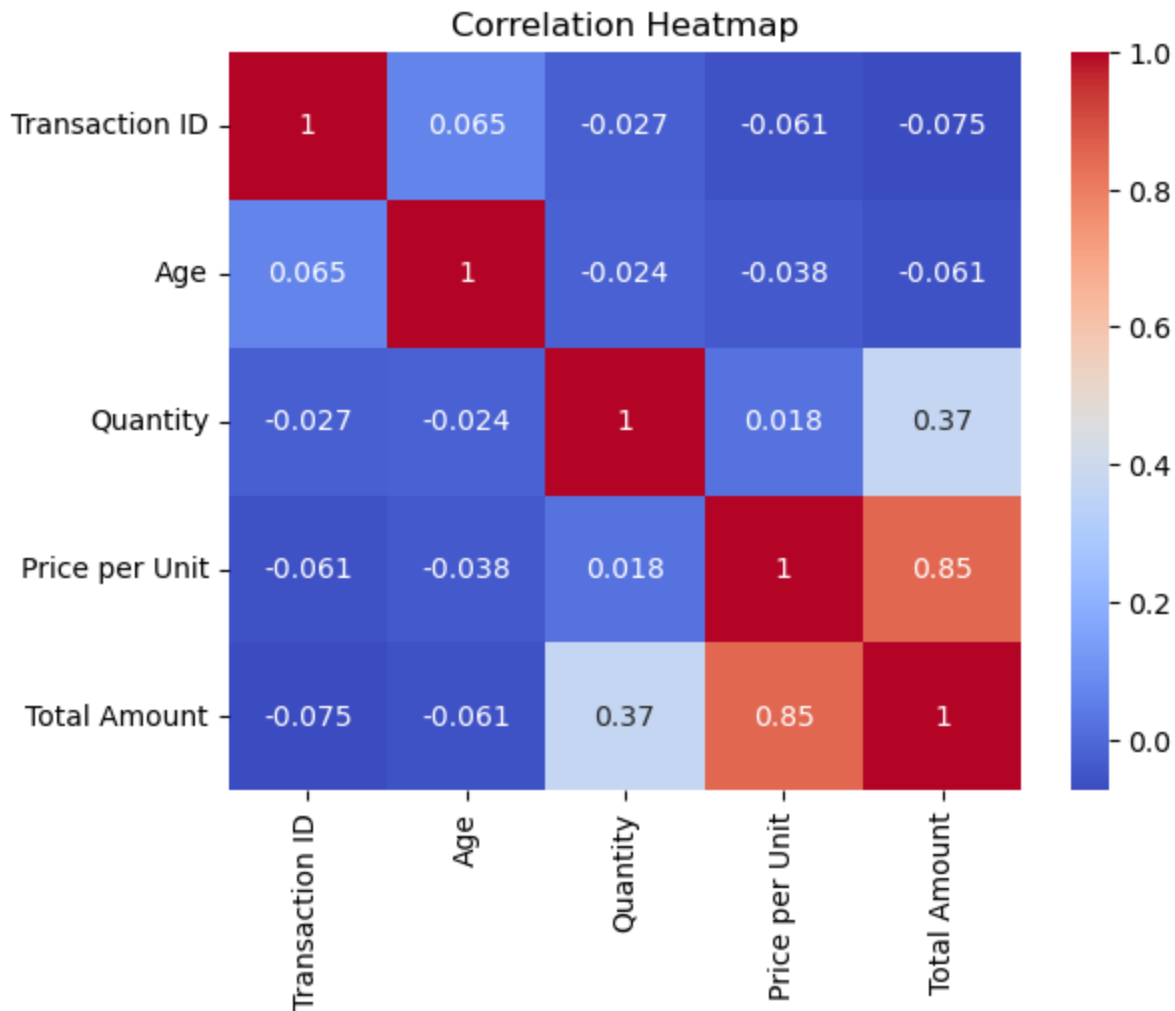 Correlation Heatmap
Transaction ID 1 0.065 -0.027 -0.061 -0.075
Age 0.065 1 -0.024 -0.038 -0.061
Quantity -0.027 -0.024 1 0.018 0.37
Price per Unit -0.061 -0.038 0.018 1 0.85
Total Amount -0.075 -0.061 0.37 0.85 1
Transaction ID
Age
Quantity
Price per Unit
Total Amount
1.0
0.8
0.6
0.4
0.2
0.0